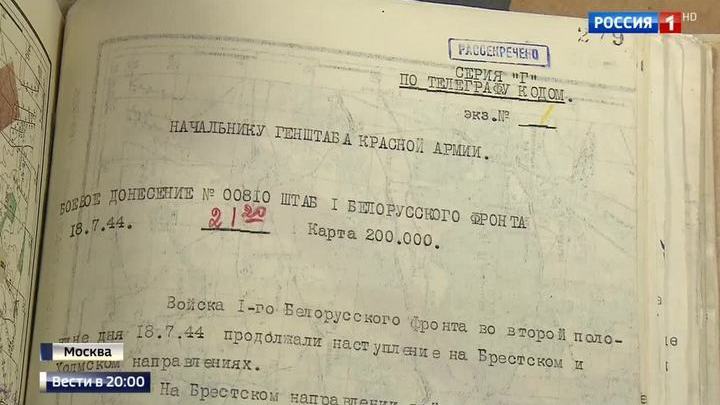 РОССИЯ 1 HD
279
РАССЕКРЕЧЕНО
СЕРИЯ "Г"
ПО ТЕЛЕГРАФУ КОДОМ.
экз.№ 1
НАЧАЛЬНИКУ ГЕНШТАБА КРАСНОЙ АРМИИ.
БОЕВОЕ ДОНЕСЕНИЕ № 00810 ШТАБ I БЕЛОРУССКОГО ФРОНТА
18.7.44. 21 20 Карта 200.000.
Войска I-го Белорусского фронта во второй поло-
вине дня 18.7.44 продолжали наступление на Брестском и
Холмском направлениях.
На Брестском направлении
Москва
Вести в 20:00